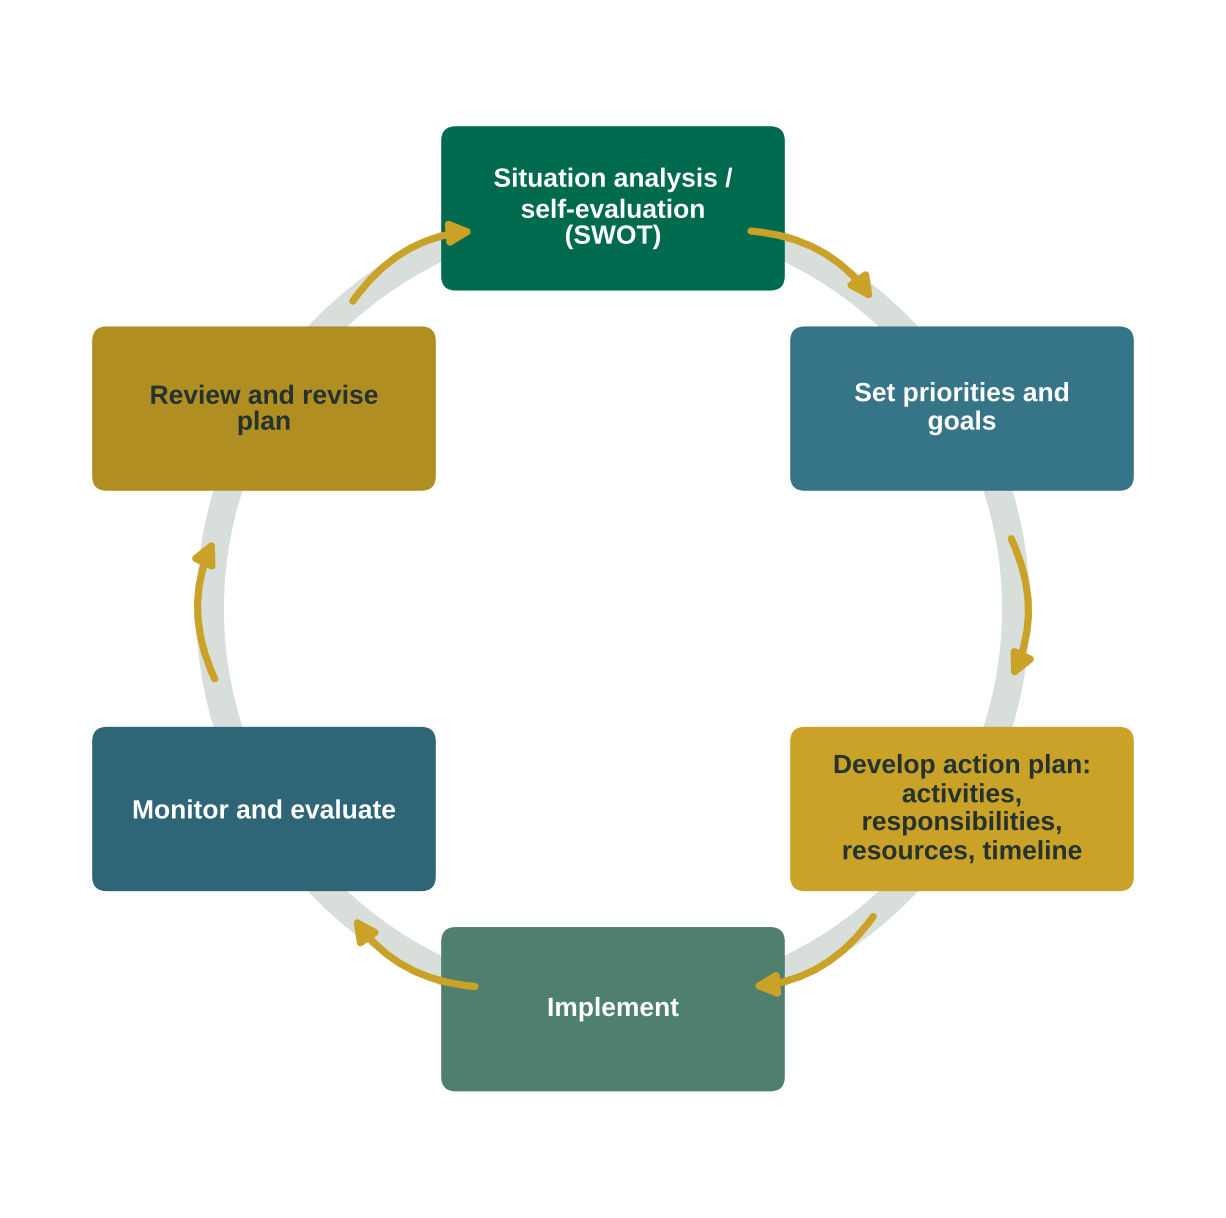 Situation analysis /
self-evaluation
(SWOT)
Set priorities and
goals
Develop action plan:
activities,
responsibilities,
resources, timeline
Implement
Monitor and evaluate
Review and revise
plan